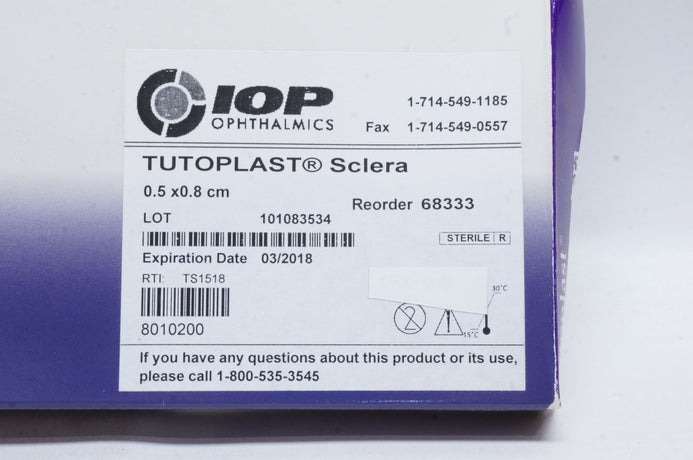 IOP
OPHTHALMICS
1-714-549-1185
Fax 1-714-549-0557
TUTOPLAST® Sclera
0.5 x0.8 cm
Reorder 68333
LOT 101083534
STERILE R
Expiration Date 03/2018
RTI: TS1518
30°C
2
15°C
8010200
If you have any questions about this product or its use,
please call 1-800-535-3545